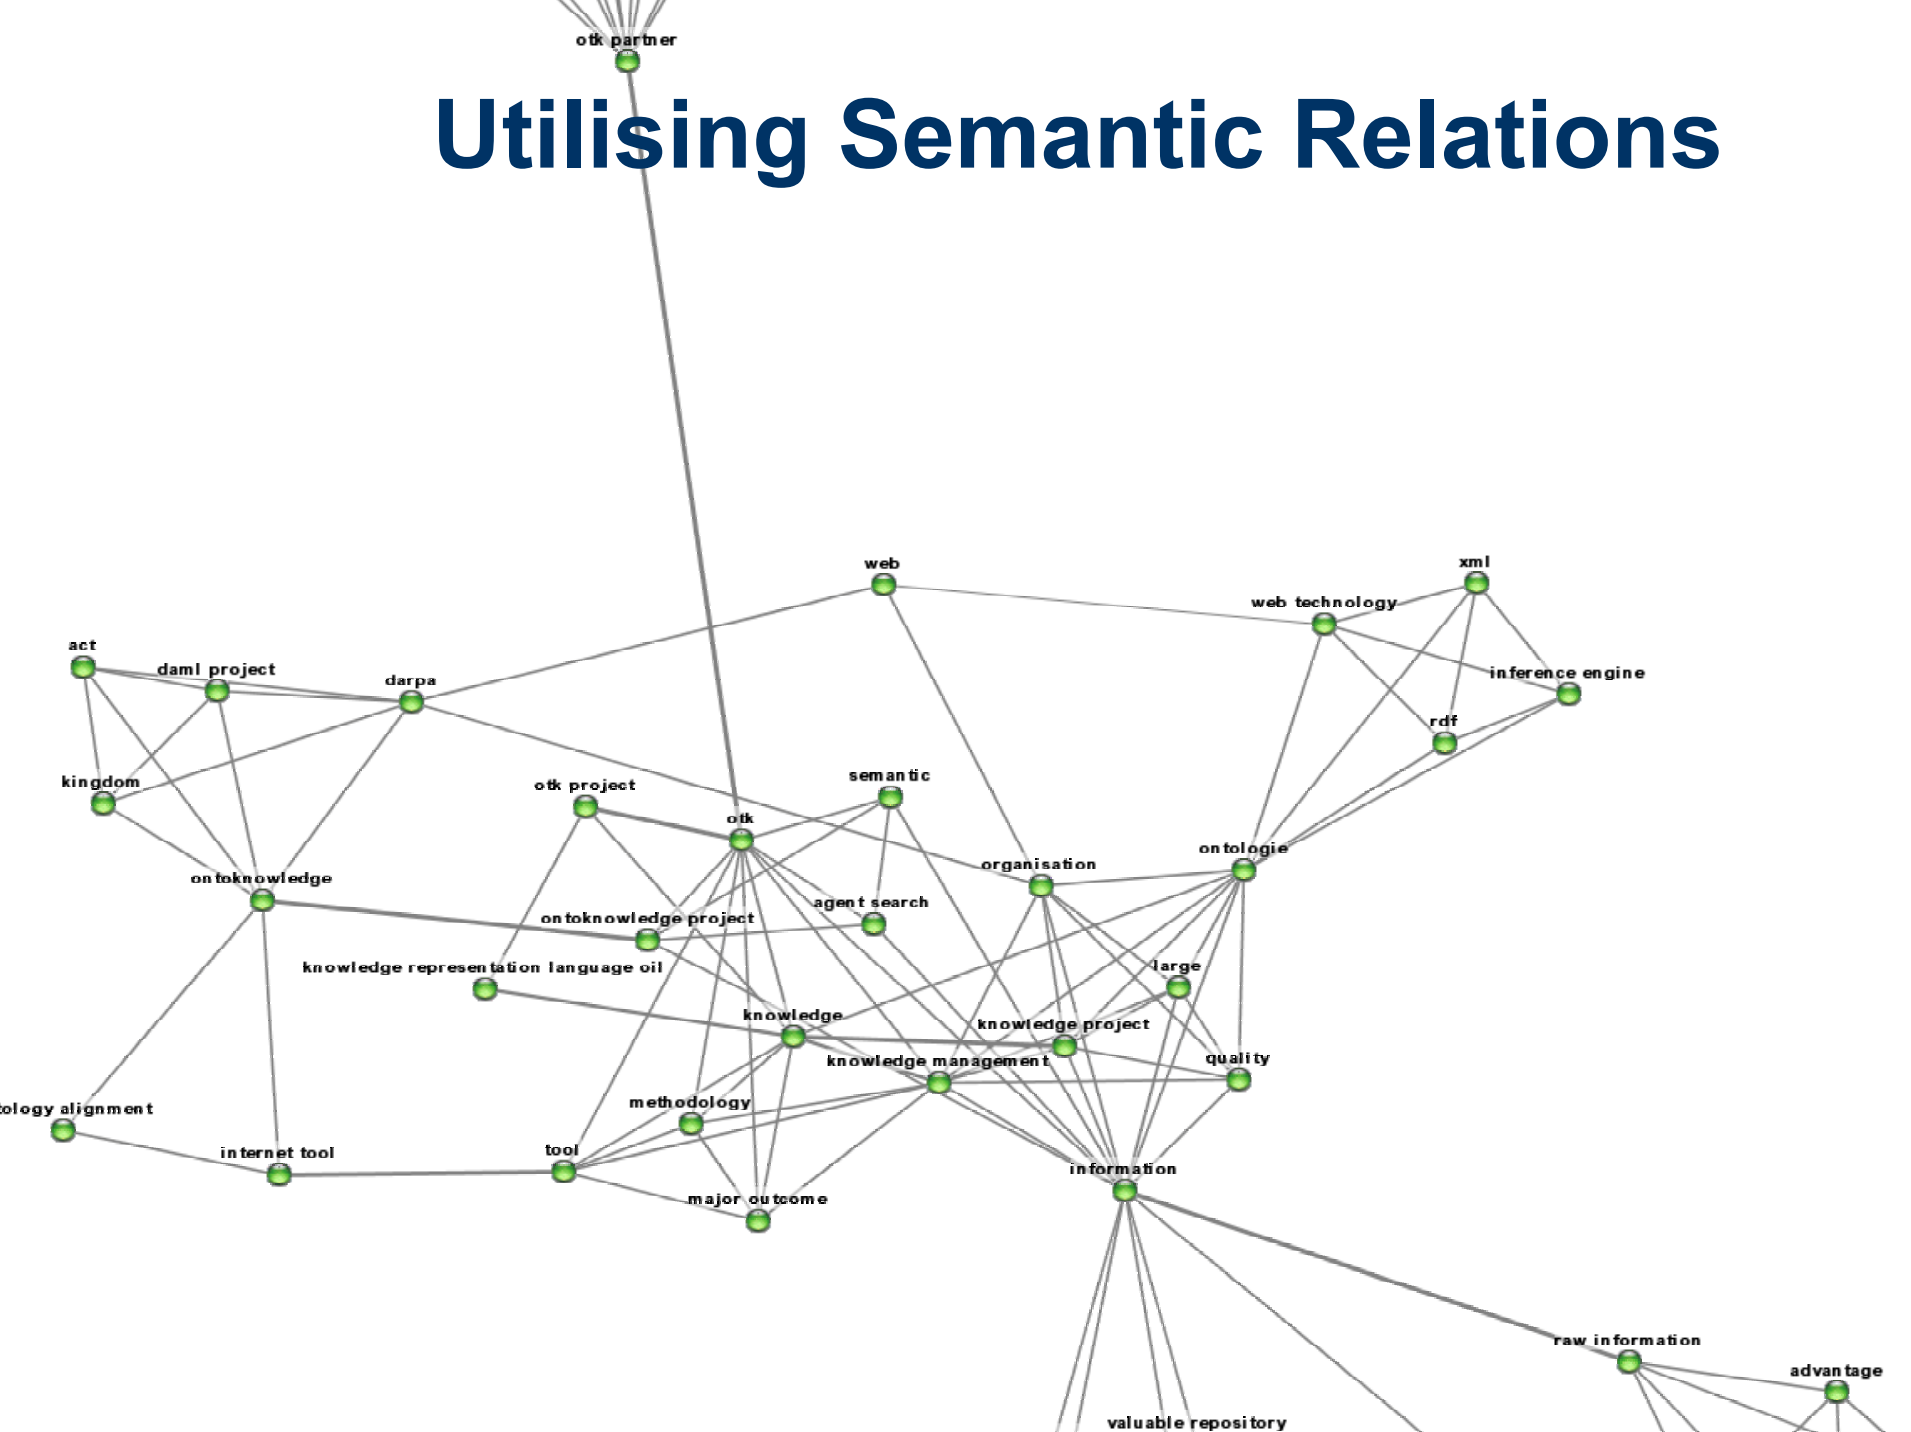 otk partner
Utilising Semantic Relations
web
xml
web technology
act
daml project
darpa
inference engine
rdf
kingdom
otk project
semantic
otk
organisation
ontologie
ontoknowledge
agent search
ontoknowledge project
knowledge representation language oil
large
knowledge
knowledge project
knowledge management
quality
methodology
tology alignment
internet tool
tool
information
major outcome
raw information
advantage
valuable repository